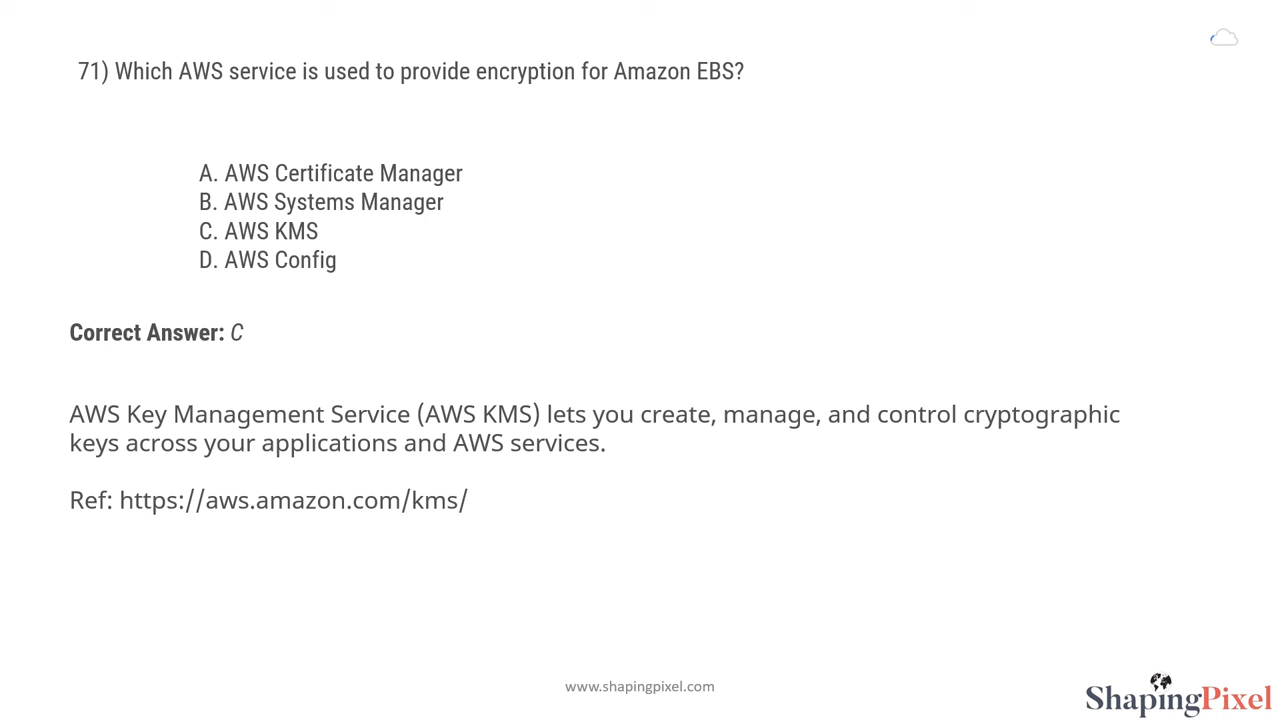 71) Which AWS service is used to provide encryption for Amazon EBS?
A. AWS Certificate Manager
B. AWS Systems Manager
C. AWS KMS
D. AWS Config
Correct Answer: C
AWS Key Management Service (AWS KMS) lets you create, manage, and control cryptographic
keys across your applications and AWS services.
Ref: https://aws.amazon.com/kms/
www.shapingpixel.com
ShapingPixel